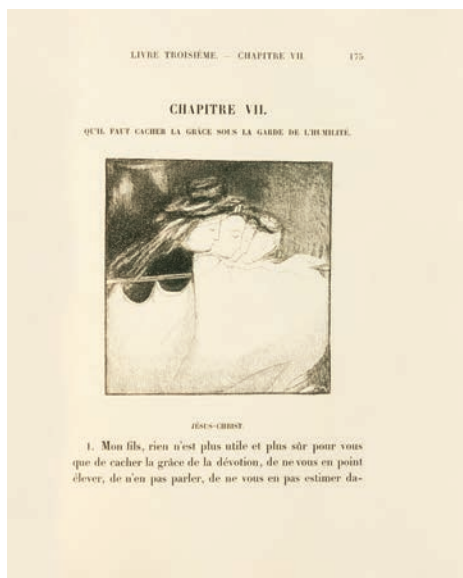 LIVRE TROISIÉME. — CHAPITRE VII 175
CHAPITRE VII.
QU'IL FAUT CACHER LA GRÂCE SOUS LA GARDE DE L'HUMILITÉ.
JÉSUS-CHRIST
1. Mon fils, rien n'est plus utile et plus sûr pour vous
que de cacher la grâce de la dévotion, de ne vous en point
élever, de n'en pas parler, de ne vous en pas estimer da-